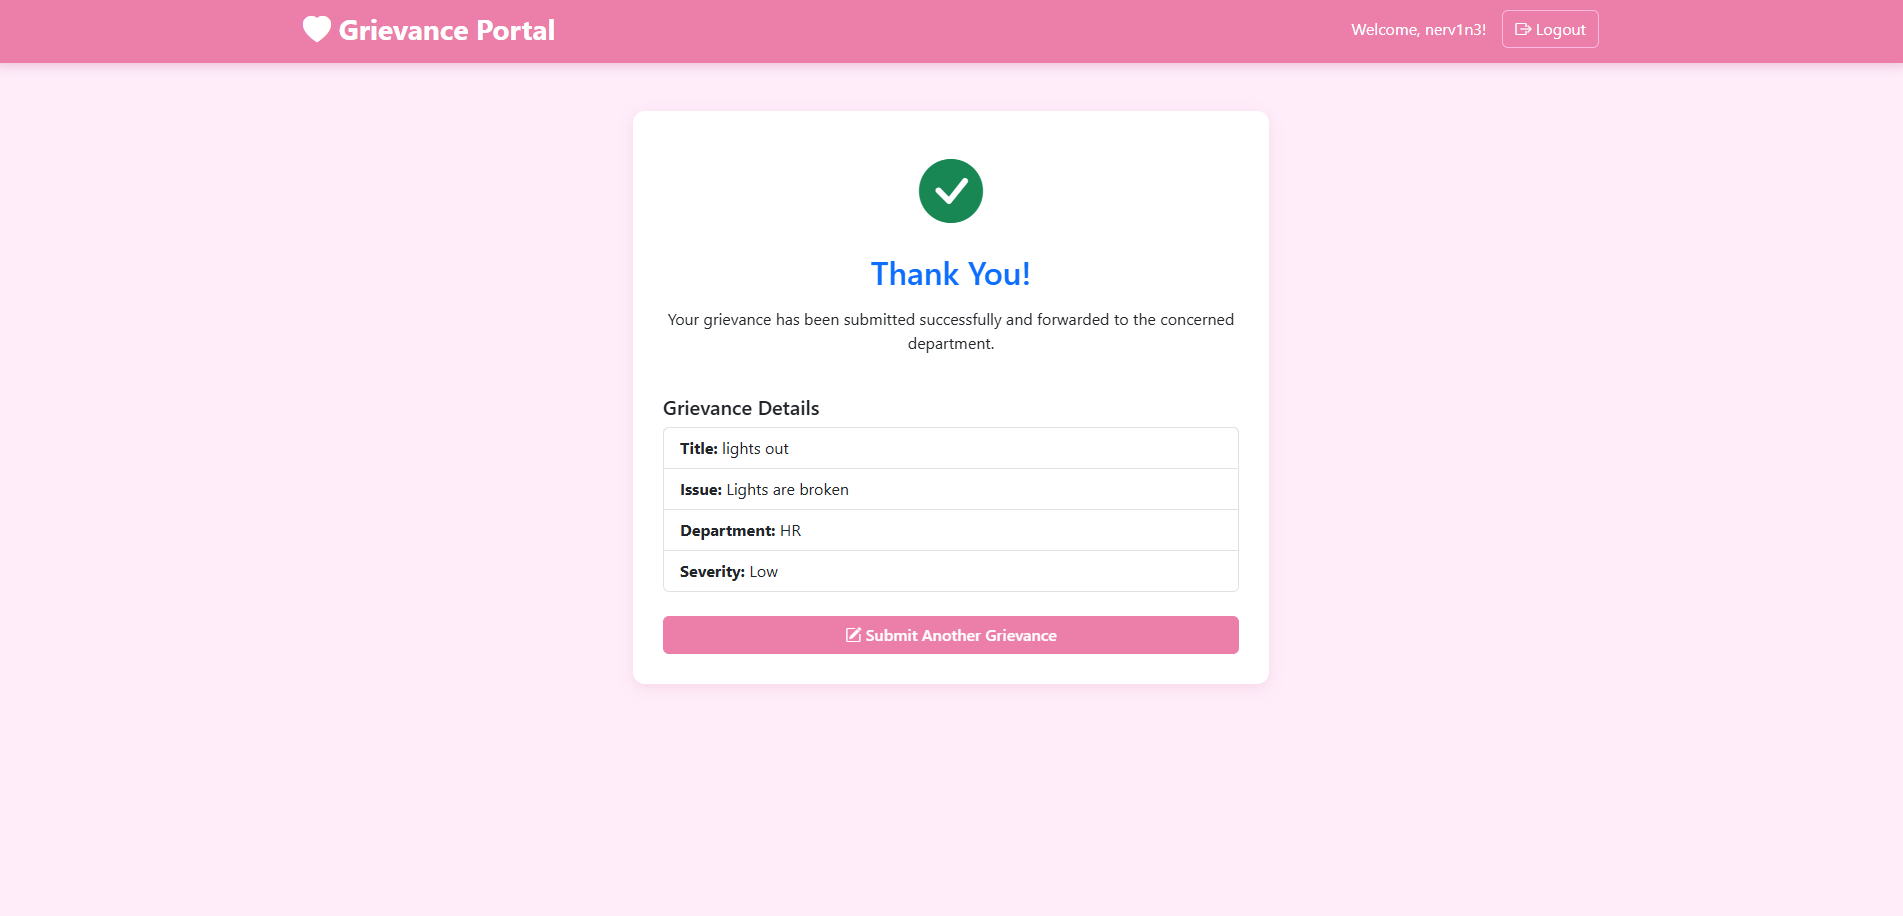 Grievance Portal
Welcome, nerv1n3!
Logout
Thank You!
Your grievance has been submitted successfully and forwarded to the concerned
department.
Grievance Details
Title: lights out
Issue: Lights are broken
Department: HR
Severity: Low
Submit Another Grievance